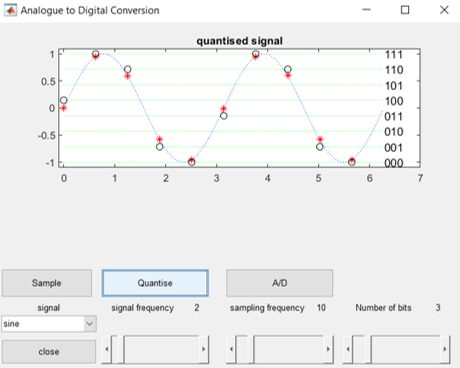 Analogue to Digital Conversion
quantised signal
1
0.5
0
-0.5
-1
111
110
101
100
011
010
001
000
0 1 2 3 4 5 6 7
Sample Quantise A/D
signal signal frequency 2 sampling frequency 10 Number of bits 3
sine
close